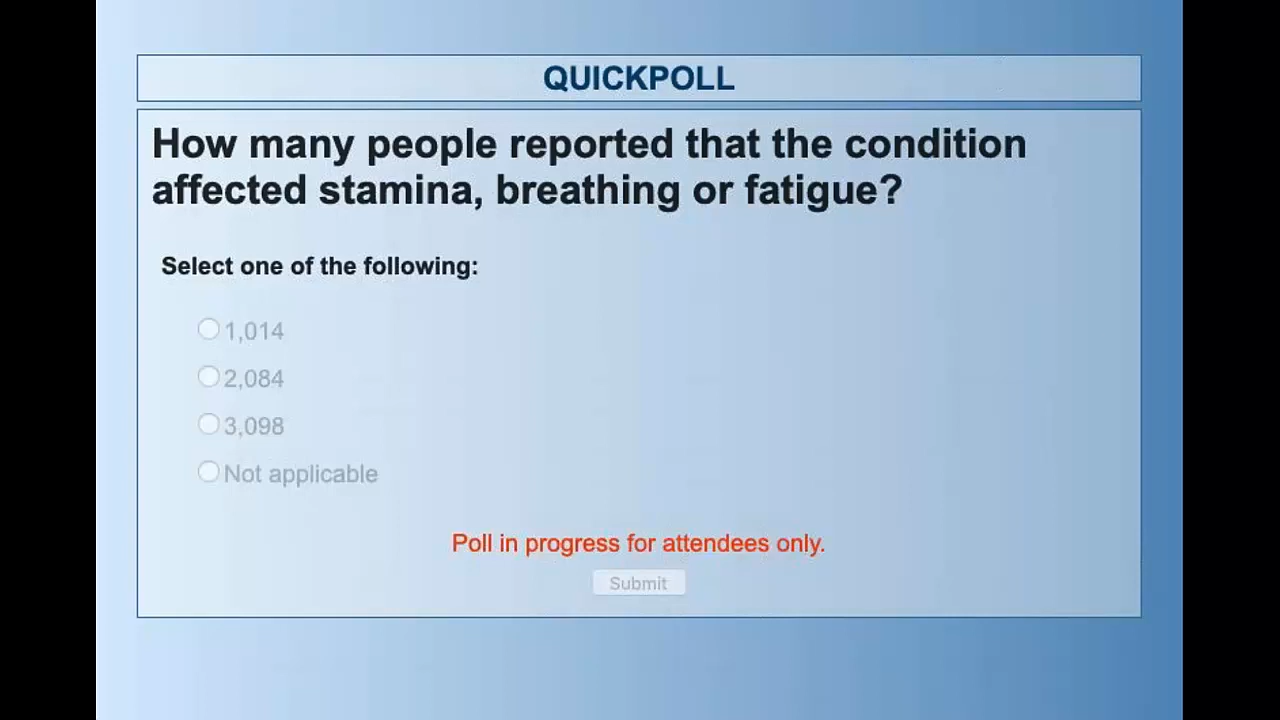 QUICKPOLL
How many people reported that the condition
affected stamina, breathing or fatigue?
Select one of the following:
1,014
2,084
3,098
Not applicable
Poll in progress for attendees only.
Submit